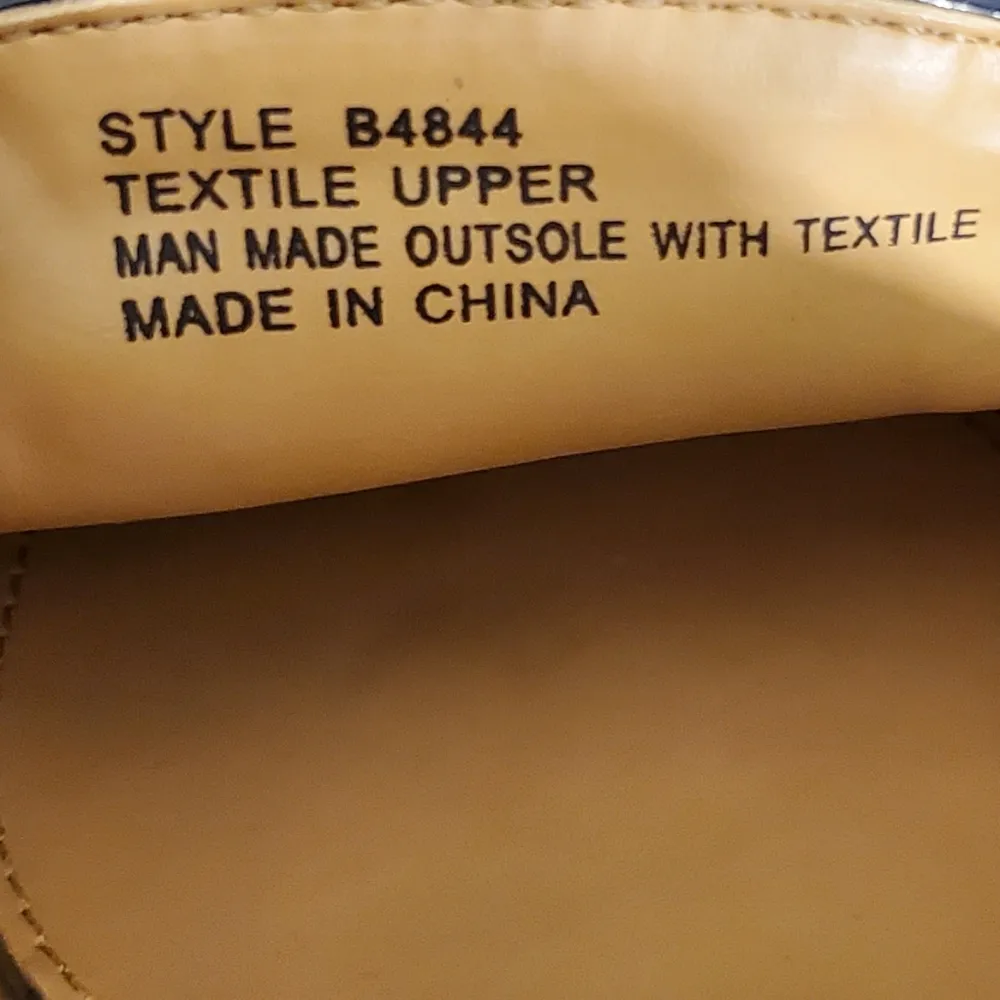 STYLE B4844
TEXTILE UPPER
MAN MADE OUTSOLE WITH TEXTILE
MADE IN CHINA